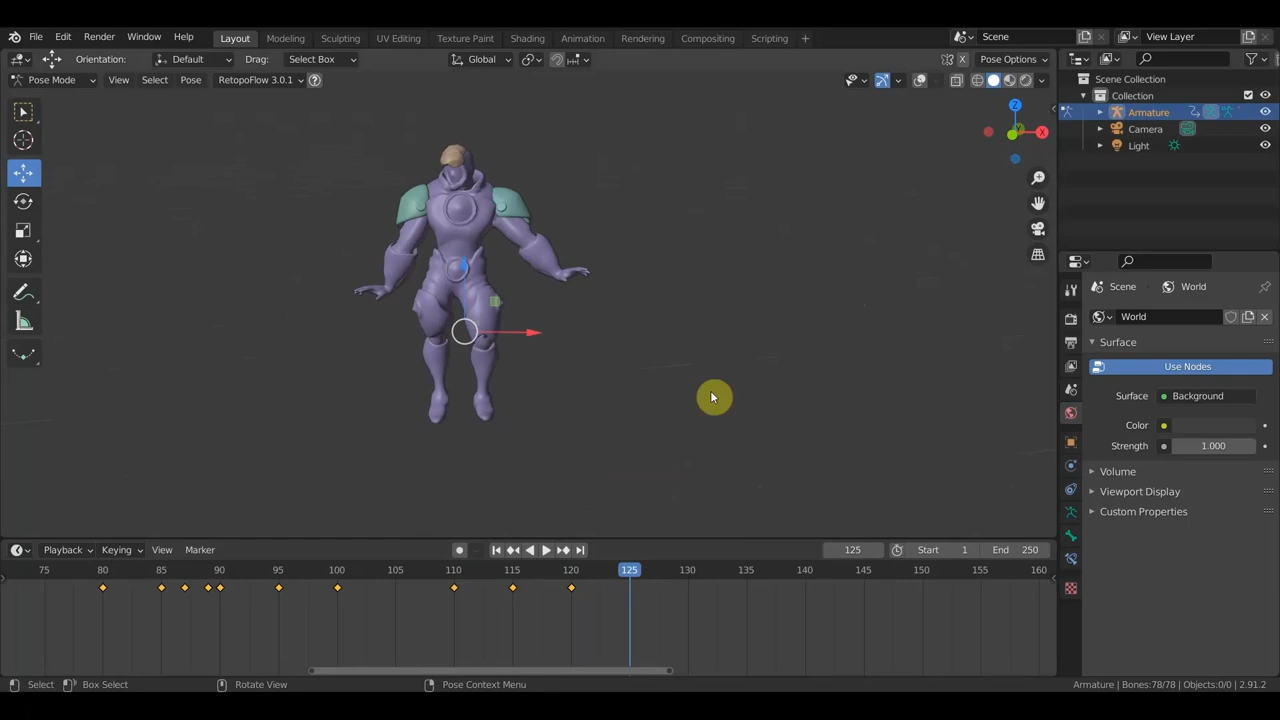 File Edit Render Window Help Layout Modeling Sculpting UV Editing Texture Paint Shading Animation Rendering Compositing Scripting + Scene View Layer
Orientation: Default Drag: Select Box Global Pose Options
Pose Mode View Select Pose RetopoFlow 3.0.1
Scene Collection
Collection
Armature
Camera
Light
Z
X
Y
Scene World
World
Surface
Use Nodes
Surface Background
Color
Strength 1.000
Volume
Viewport Display
Custom Properties
Playback Keying View Marker 125 Start 1 End 250
75 80 85 90 95 100 105 110 115 120 125 130 135 140 145 150 155 160
Select Box Select Rotate View Pose Context Menu Armature | Bones:78/78 | Objects:0/0 | 2.91.2